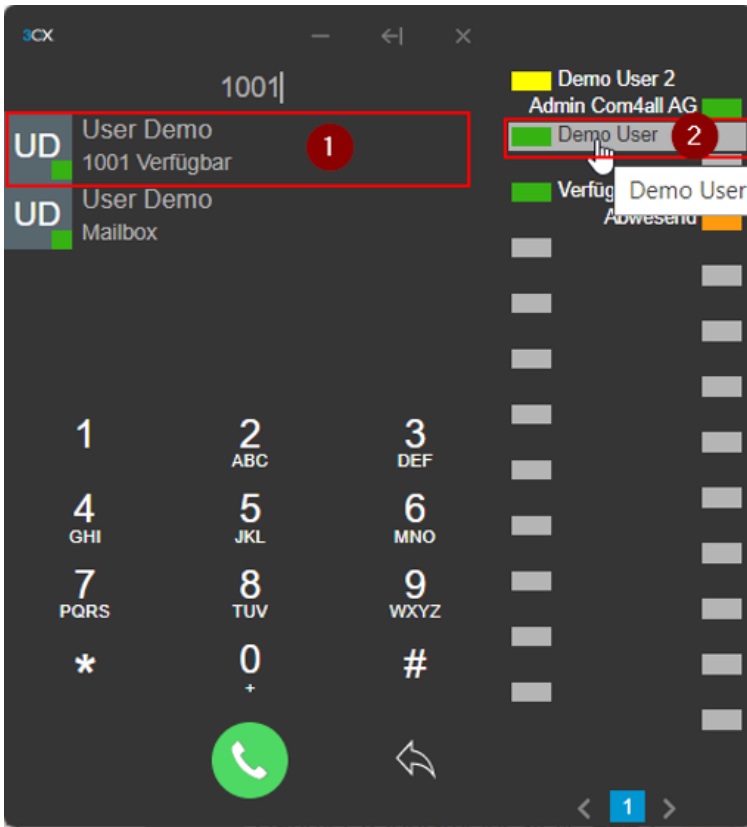 3CX
1001
UD
User Demo
1001 Verfügbar
1
UD
User Demo
Mailbox
1
2
ABC
3
DEF
4
GHI
5
JKL
6
MNO
7
PQRS
8
TUV
9
WXYZ
*
0
+
#
Demo User 2
Admin Com4all AG
Demo User
2
Demo User
Abwesend
1